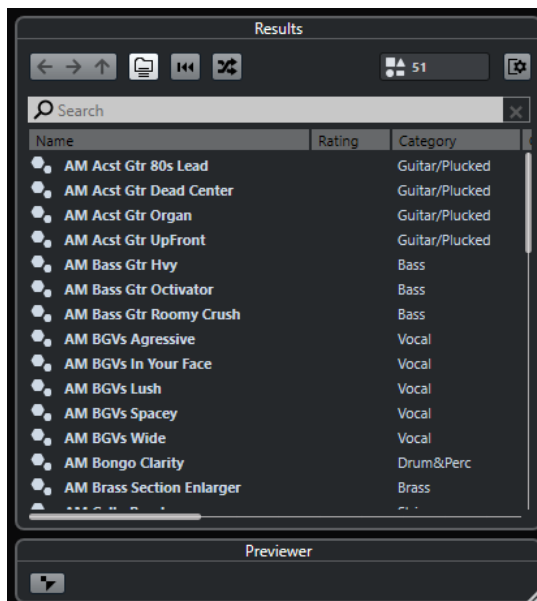 Results
51
Search
Name Rating Category
AM Acst Gtr 80s Lead Guitar/Plucked
AM Acst Gtr Dead Center Guitar/Plucked
AM Acst Gtr Organ Guitar/Plucked
AM Acst Gtr UpFront Guitar/Plucked
AM Bass Gtr Hvy Bass
AM Bass Gtr Octivator Bass
AM Bass Gtr Roomy Crush Bass
AM BGVs Agressive Vocal
AM BGVs In Your Face Vocal
AM BGVs Lush Vocal
AM BGVs Spacey Vocal
AM BGVs Wide Vocal
AM Bongo Clarity Drum&Perc
AM Brass Section Enlarger Brass
Previewer